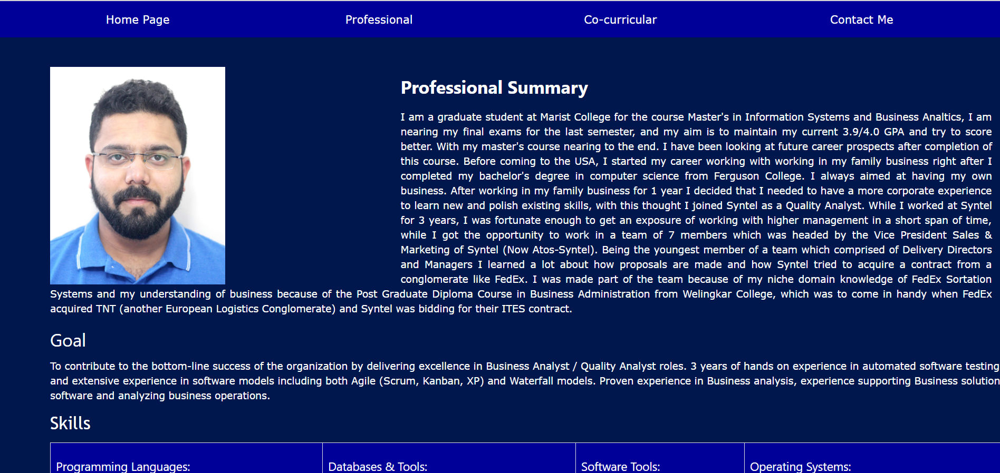 Home Page Professional Co-curricular Contact Me
Professional Summary
I am a graduate student at Marist College for the course Master's in Information Systems and Business Analtics, I am
nearing my final exams for the last semester, and my aim is to maintain my current 3.9/4.0 GPA and try to score
better. With my master's course nearing to the end. I have been looking at future career prospects after completion of
this course. Before coming to the USA, I started my career working with working in my family business right after I
completed my bachelor's degree in computer science from Ferguson College. I always aimed at having my own
business. After working in my family business for 1 year I decided that I needed to have a more corporate experience
to learn new and polish existing skills, with this thought I joined Syntel as a Quality Analyst. While I worked at Syntel
for 3 years, I was fortunate enough to get an exposure of working with higher management in a short span of time,
while I got the opportunity to work in a team of 7 members which was headed by the Vice President Sales &
Marketing of Syntel (Now Atos-Syntel). Being the youngest member of a team which comprised of Delivery Directors
and Managers I learned a lot about how proposals are made and how Syntel tried to acquire a contract from a
conglomerate like FedEx. I was made part of the team because of my niche domain knowledge of FedEx Sortation
Systems and my understanding of business because of the Post Graduate Diploma Course in Business Administration from Welingkar College, which was to come in handy when FedEx
acquired TNT (another European Logistics Conglomerate) and Syntel was bidding for their ITES contract.
Goal
To contribute to the bottom-line success of the organization by delivering excellence in Business Analyst / Quality Analyst roles. 3 years of hands on experience in automated software testing
and extensive experience in software models including both Agile (Scrum, Kanban, XP) and Waterfall models. Proven experience in Business analysis, experience supporting Business solution
software and analyzing business operations.
Skills
Programming Languages: Databases & Tools: Software Tools: Operating Systems: